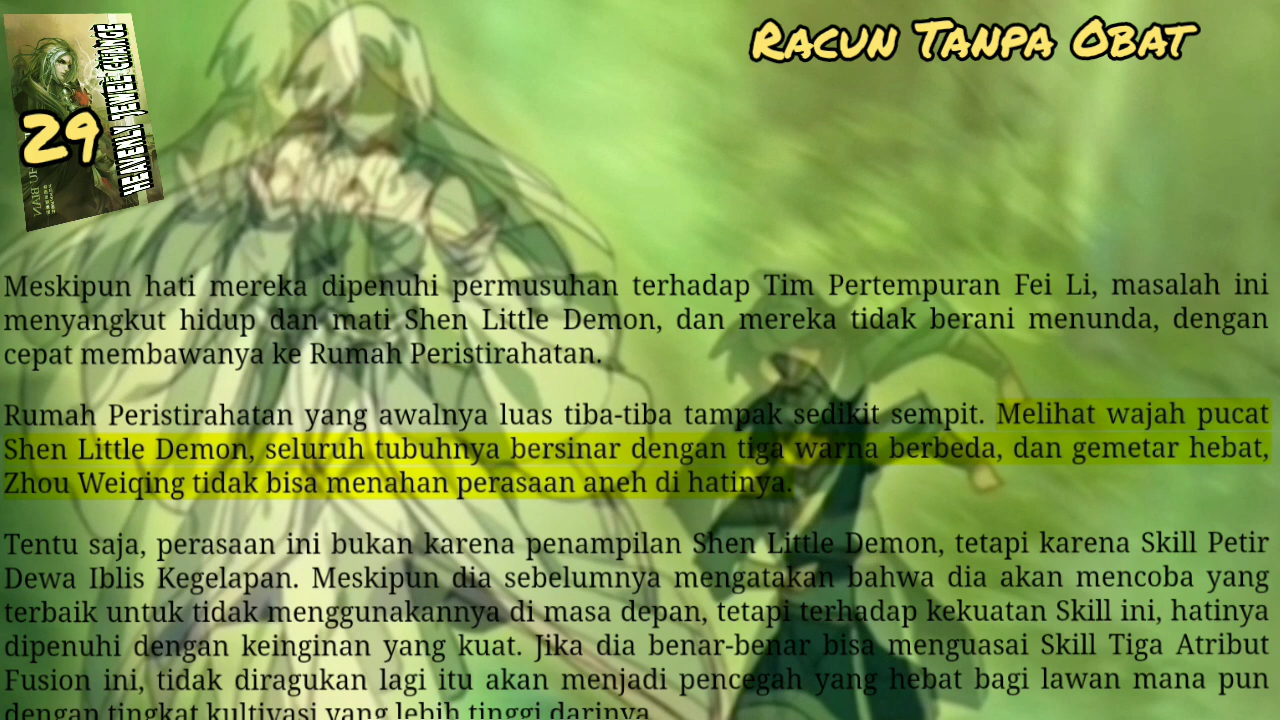 Racun Tanpa Obat
29
HEAVENLY JEWEL CHANGE
Meskipun hati mereka dipenuhi permusuhan terhadap Tim Pertempuran Fei Li, masalah ini
menyangkut hidup dan mati Shen Little Demon, dan mereka tidak berani menunda, dengan
cepat membawanya ke Rumah Peristirahatan.
Rumah Peristirahatan yang awalnya luas tiba-tiba tampak sedikit sempit. Melihat wajah pucat
Shen Little Demon, seluruh tubuhnya bersinar dengan tiga warna berbeda, dan gemetar hebat,
Zhou Weiqing tidak bisa menahan perasaan aneh di hatinya.
Tentu saja, perasaan ini bukan karena penampilan Shen Little Demon, tetapi karena Skill Petir
Dewa Iblis Kegelapan. Meskipun dia sebelumnya mengatakan bahwa dia akan mencoba yang
terbaik untuk tidak menggunakannya di masa depan, tetapi terhadap kekuatan Skill ini, hatinya
dipenuhi dengan keinginan yang kuat. Jika dia benar-benar bisa menguasai Skill Tiga Atribut
Fusion ini, tidak diragukan lagi itu akan menjadi pencegah yang hebat bagi lawan mana pun
dengan tingkat kultivasi yang lebih tinggi darinya